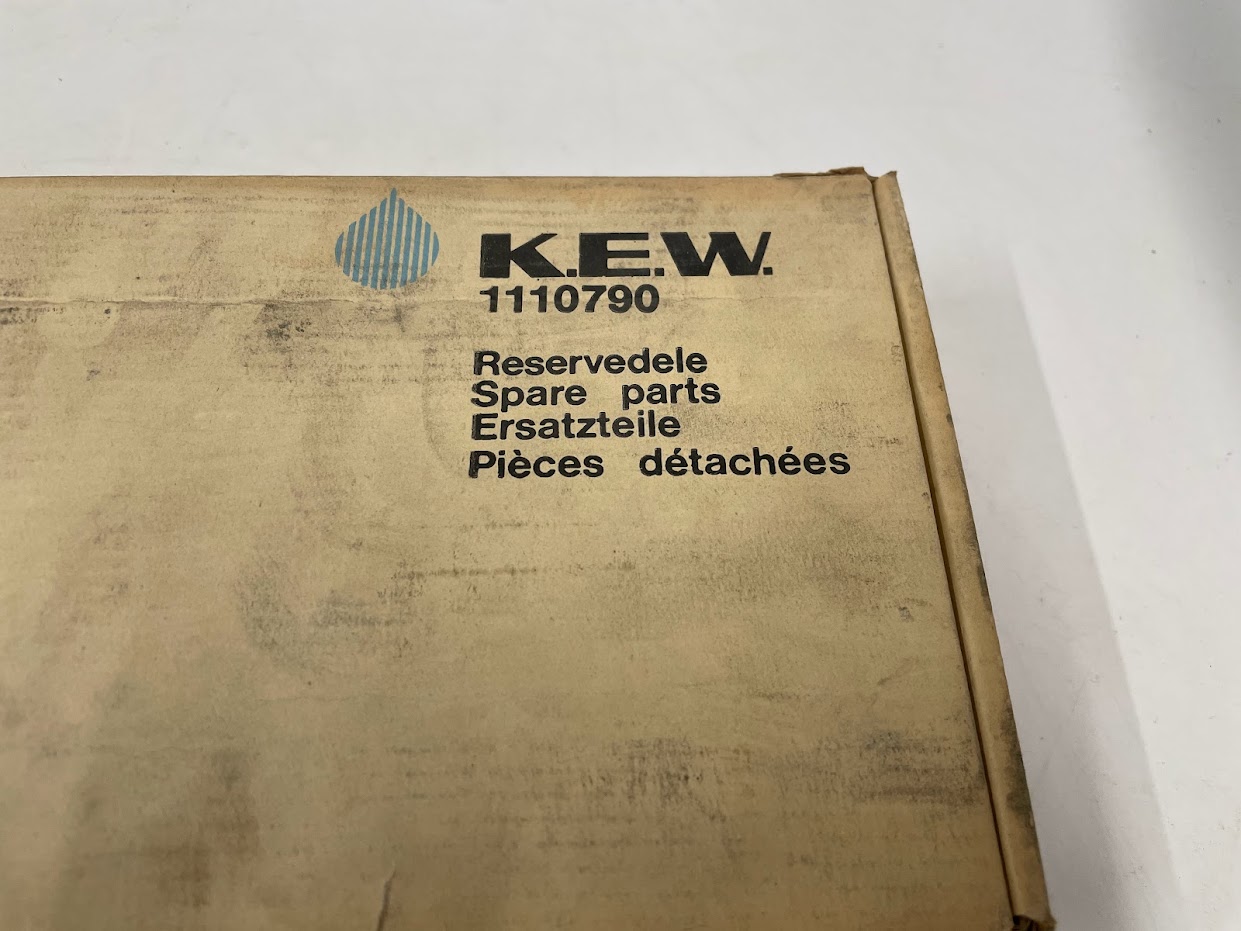 K.E.W.
1110790
Reservedele
Spare parts
Ersatzteile
Pièces détachées